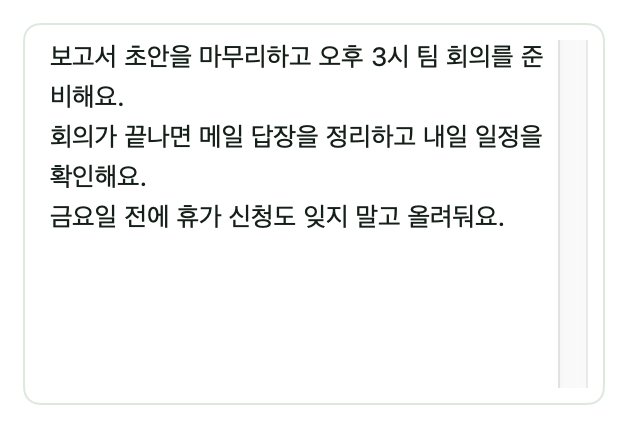 보고서 초안을 마무리하고 오후 3시 팀 회의를 준
비해요.
회의가 끝나면 메일 답장을 정리하고 내일 일정을
확인해요.
금요일 전에 휴가 신청도 잊지 말고 올려둬요.